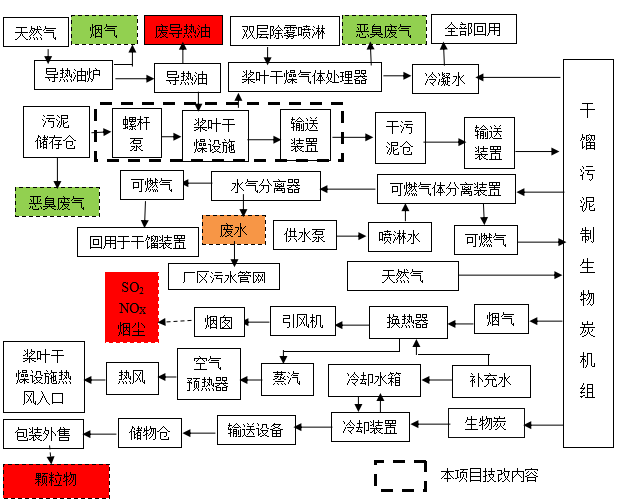 天然气
烟气
废导热油
双层除雾喷淋
恶臭废气
全部回用
导热油炉
导热油
桨叶干燥气体处理器
冷凝水
污泥
储存仓
螺杆
泵
桨叶干
燥设施
输送
装置
干污
泥仓
输送
装置
干馏污泥制生物炭机组
恶臭废气
可燃气
水气分离器
可燃气体分离装置
回用于干馏装置
废水
供水泵
喷淋水
可燃气
厂区污水管网
天然气
SO2
NOX
烟尘
烟囱
引风机
换热器
烟气
桨叶干
燥设施热
风入口
热风
空气
预热器
蒸汽
冷却水箱
补充水
包装外售
储物仓
输送设备
冷却装置
生物炭
颗粒物
本项目技改内容